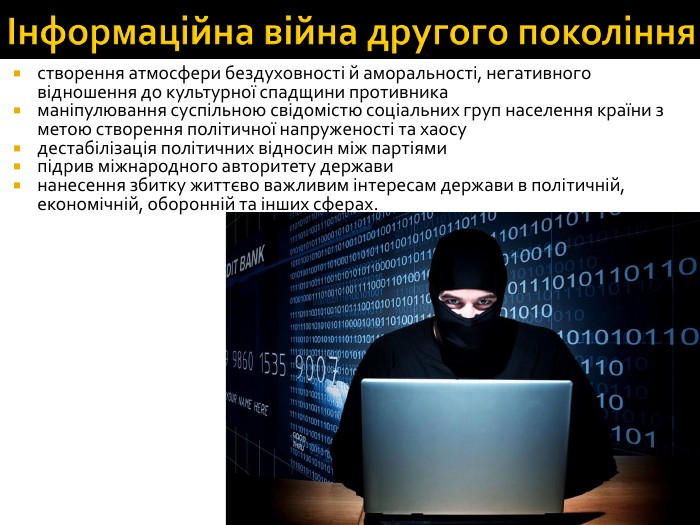 Інформаційна війна другого покоління
створення атмосфери бездуховності й аморальності, негативного
відношення до культурної спадщини противника
маніпулювання суспільною свідомістю соціальних груп населення країни з
метою створення політичної напруженості та хаосу
дестабілізація політичних відносин між партіями
підрив міжнародного авторитету держави
нанесення збитку життєво важливим інтересам держави в політичній,
економічній, оборонній та інших сферах.
DIT BANK
9860 1535 9007
YOUR NAME HERE
GOOD
THRU